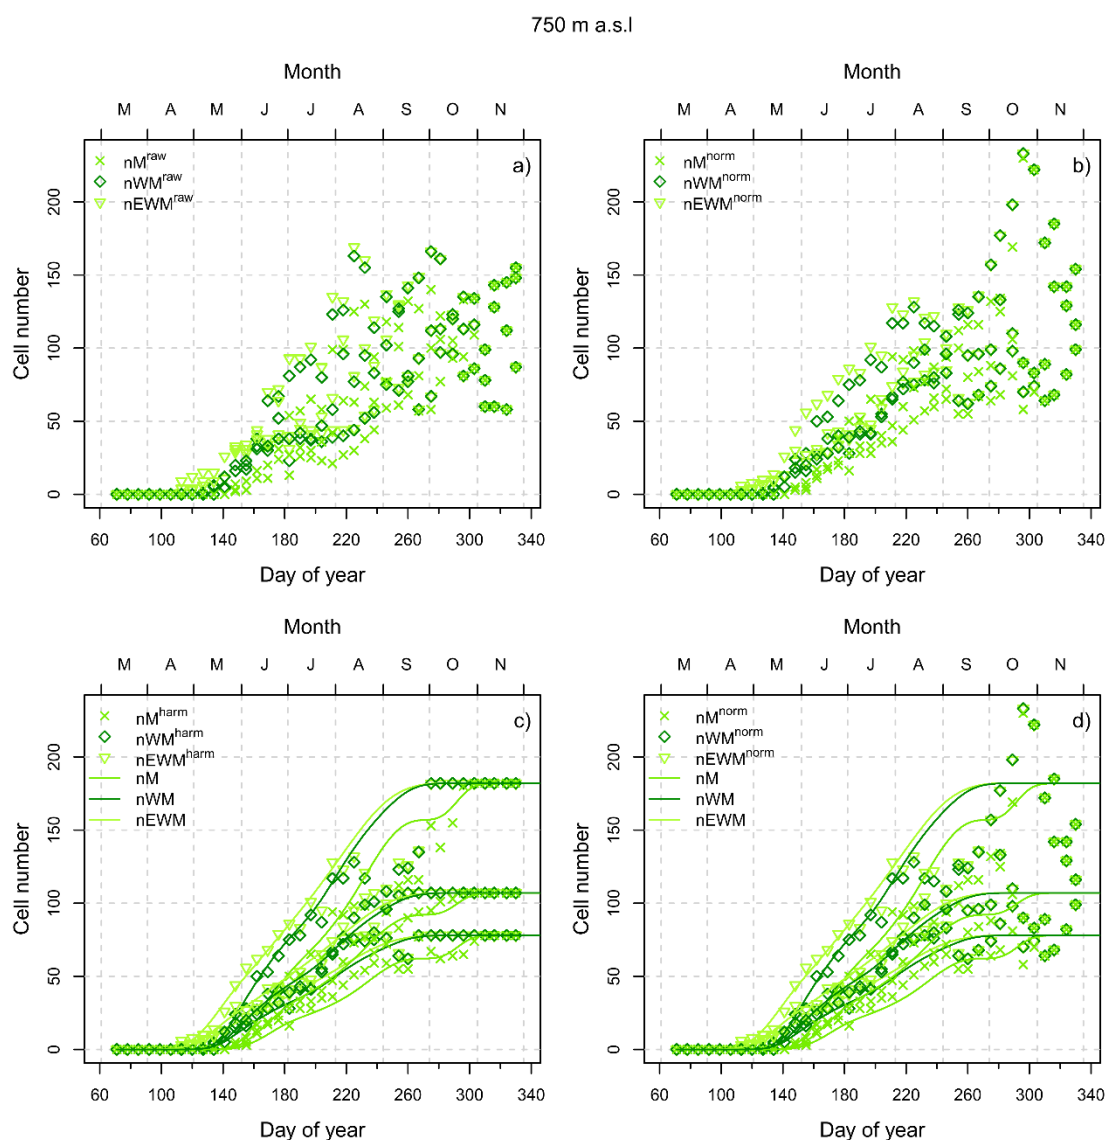 750 m a.s.l
Month
M A M J J A S O N
a)
nM^raw
nWM^raw
nEWM^raw
Cell number
0 50 100 150 200
60 100 140 180 220 260 300 340
Day of year
Month
M A M J J A S O N
b)
nM^norm
nWM^norm
nEWM^norm
Cell number
0 50 100 150 200
60 100 140 180 220 260 300 340
Day of year
Month
M A M J J A S O N
c)
nM^harm
nWM^harm
nEWM^harm
nM
nWM
nEWM
Cell number
0 50 100 150 200
60 100 140 180 220 260 300 340
Day of year
Month
M A M J J A S O N
d)
nM^norm
nWM^norm
nEWM^norm
nM
nWM
nEWM
Cell number
0 50 100 150 200
60 100 140 180 220 260 300 340
Day of year